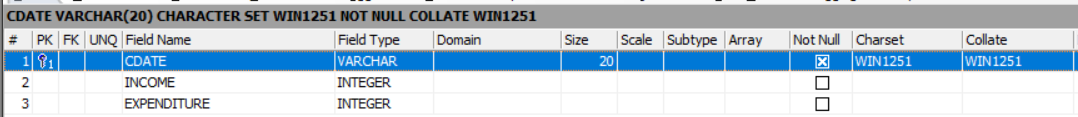 CDATE VARCHAR(20) CHARACTER SET WIN1251 NOT NULL COLLATE WIN1251
# PK FK UNQ Field Name Field Type Domain Size Scale Subtype Array Not Null Charset Collate
1 1 CDATE VARCHAR 20 WIN1251 WIN1251
2 INCOME INTEGER
3 EXPENDITURE INTEGER